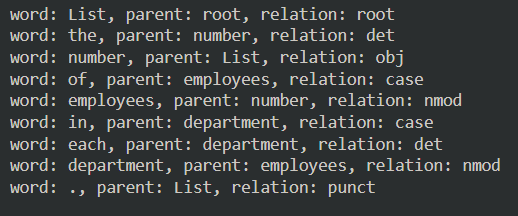 word: List, parent: root, relation: root
word: the, parent: number, relation: det
word: number, parent: List, relation: obj
word: of, parent: employees, relation: case
word: employees, parent: number, relation: nmod
word: in, parent: department, relation: case
word: each, parent: department, relation: det
word: department, parent: employees, relation: nmod
word: ., parent: List, relation: punct